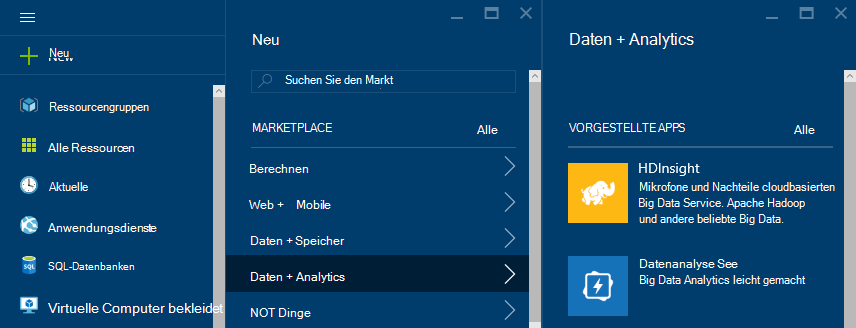 Neu
Ressourcengruppen
Alle Ressourcen
Aktuelle
Anwendungsdienste
SQL-Datenbanken
SQL
Virtuelle Computer bekleidet
Neu
Suchen Sie den Markt
MARKETPLACE Alle
Berechnen
Web + Mobile
Daten + Speicher
Daten + Analytics
NOT Dinge
Daten + Analytics
VORGESTELLTE APPS Alle
HDInsight
Mikrofone und Nachteile cloudbasierten
Big Data Service. Apache Hadoop
und andere beliebte Big Data.
Datenanalyse See
Big Data Analytics leicht gemacht